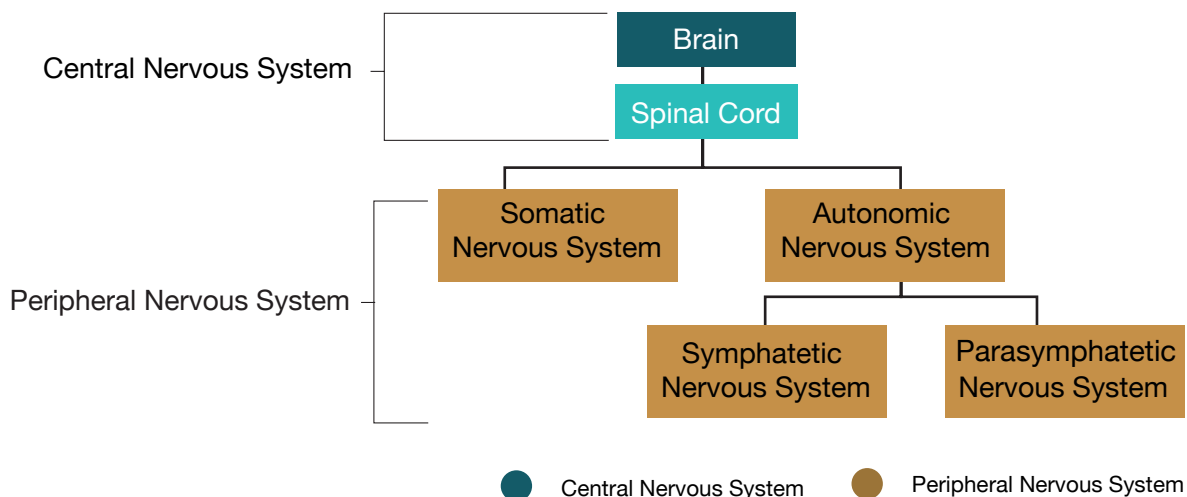 Brain
Central Nervous System
Spinal Cord
Somatic
Nervous System
Autonomic
Nervous System
Peripheral Nervous System
Symphatetic
Nervous System
Parasymphatetic
Nervous System
Central Nervous System
Peripheral Nervous System